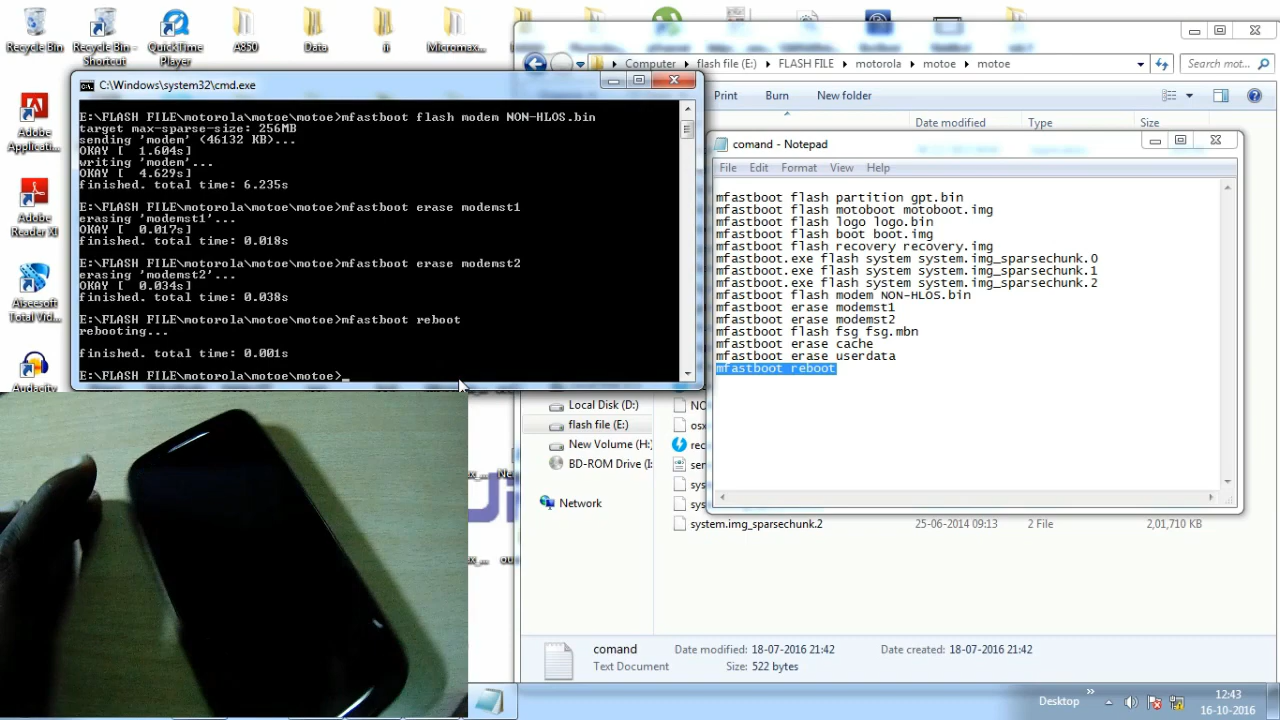 Recycle Bin
Recycle Bin - Shortcut
QuickTime Player
A850
Data
ii
Micromax...
Adobe Applicati...
Adobe Reader XI
Aiseesoft Total Vid...
Audacity
C:\Windows\system32\cmd.exe
E:\FLASH FILE\motorola\motoe\motoe>mfastboot flash modem NON-HLOS.bin
target max-sparse-size: 256MB
sending 'modem' (46132 KB)...
OKAY [  1.604s]
writing 'modem'...
OKAY [  4.629s]
finished. total time: 6.235s
E:\FLASH FILE\motorola\motoe\motoe>mfastboot erase modemst1
erasing 'modemst1'...
OKAY [  0.017s]
finished. total time: 0.018s
E:\FLASH FILE\motorola\motoe\motoe>mfastboot erase modemst2
erasing 'modemst2'...
OKAY [  0.034s]
finished. total time: 0.038s
E:\FLASH FILE\motorola\motoe\motoe>mfastboot reboot
rebooting...
finished. total time: 0.001s
E:\FLASH FILE\motorola\motoe\motoe>_
Computer flash file (E:) FLASH FILE motorola motoe motoe
Search mot...
Print Burn New folder
Date modified Type Size
comand - Notepad
File Edit Format View Help
mfastboot flash partition gpt.bin
mfastboot flash motoboot motoboot.img
mfastboot flash logo logo.bin
mfastboot flash boot boot.img
mfastboot flash recovery recovery.img
mfastboot.exe flash system system.img_sparsechunk.0
mfastboot.exe flash system system.img_sparsechunk.1
mfastboot.exe flash system system.img_sparsechunk.2
mfastboot flash modem NON-HLOS.bin
mfastboot erase modemst1
mfastboot erase modemst2
mfastboot flash fsg fsg.mbn
mfastboot erase cache
mfastboot erase userdata
mfastboot reboot
Local Disk (D:)
flash file (E:)
New Volume (H:)
BD-ROM Drive (I:
Network
NO
osx
rec
ser
sys
sys
system.img_sparsechunk.2 25-06-2014 09:13 2 File 2,01,710 KB
comand Date modified: 18-07-2016 21:42 Date created: 18-07-2016 21:42
Text Document Size: 522 bytes
Desktop
12:43
16-10-2016